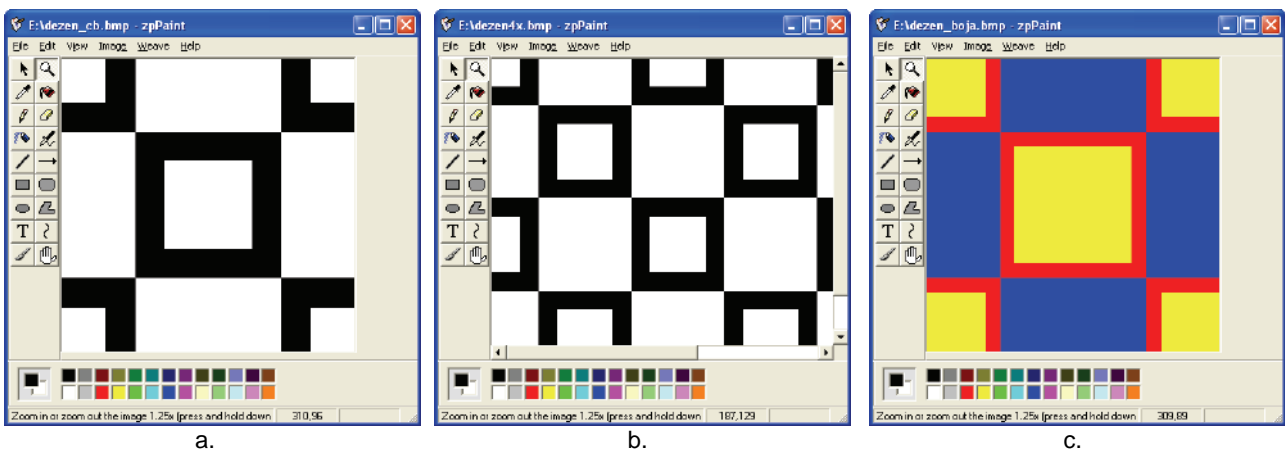 E:\dezen_cb.bmp - zpPaint
File Edit View Image Weave Help
T
Zoom in or zoom out the image 1.25x (press and hold down
310,96
a.
E:\dezen4x.bmp - zpPaint
File Edit View Image Weave Help
T
Zoom in or zoom out the image 1.25x (press and hold down
187,129
b.
E:\dezen_boja.bmp - zpPaint
File Edit View Image Weave Help
T
Zoom in or zoom out the image 1.25x (press and hold down
309,89
c.